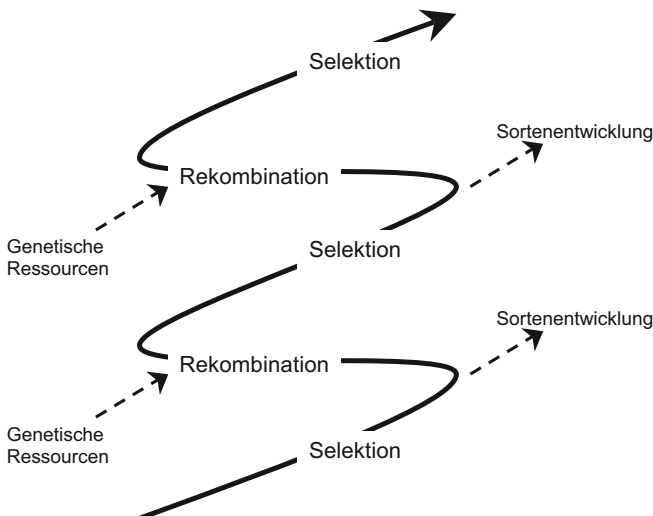 Selektion
Sortenentwicklung
Rekombination
Genetische
Ressourcen
Selektion
Sortenentwicklung
Rekombination
Genetische
Ressourcen
Selektion